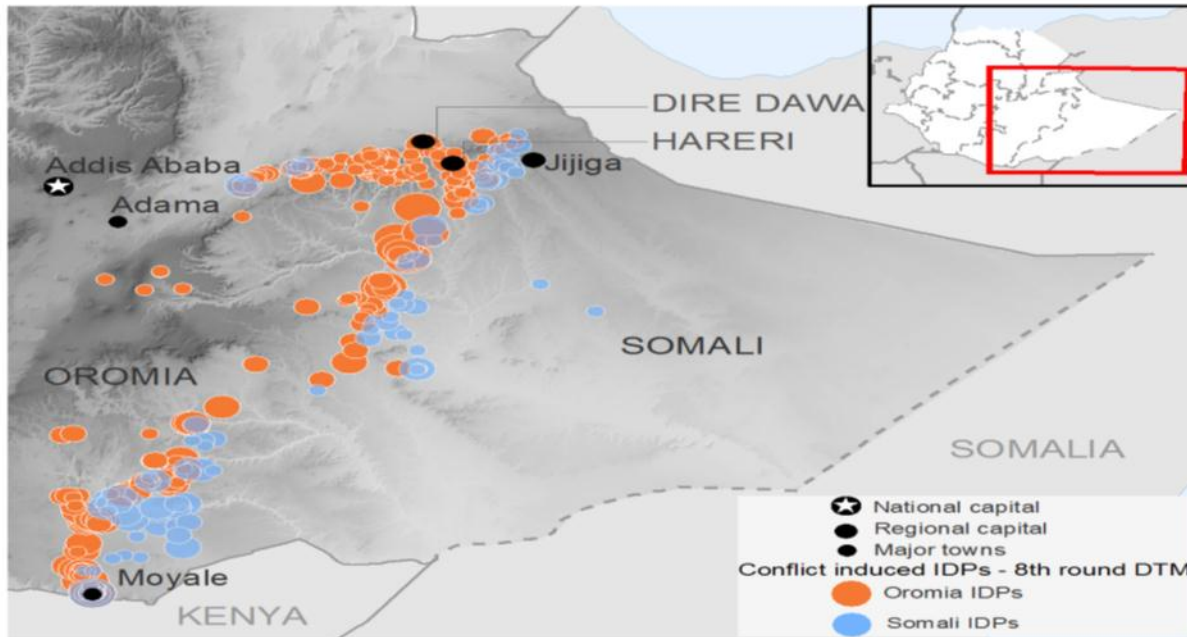 DIRE DAWA
HARERI
Addis Ababa
Jijiga
Adama
SOMALI
OROMIA
SOMALIA
Moyale
KENYA
National capital
Regional capital
Major towns
Conflict induced IDPs - 8th round DTM
Oromia IDPs
Somali IDPs